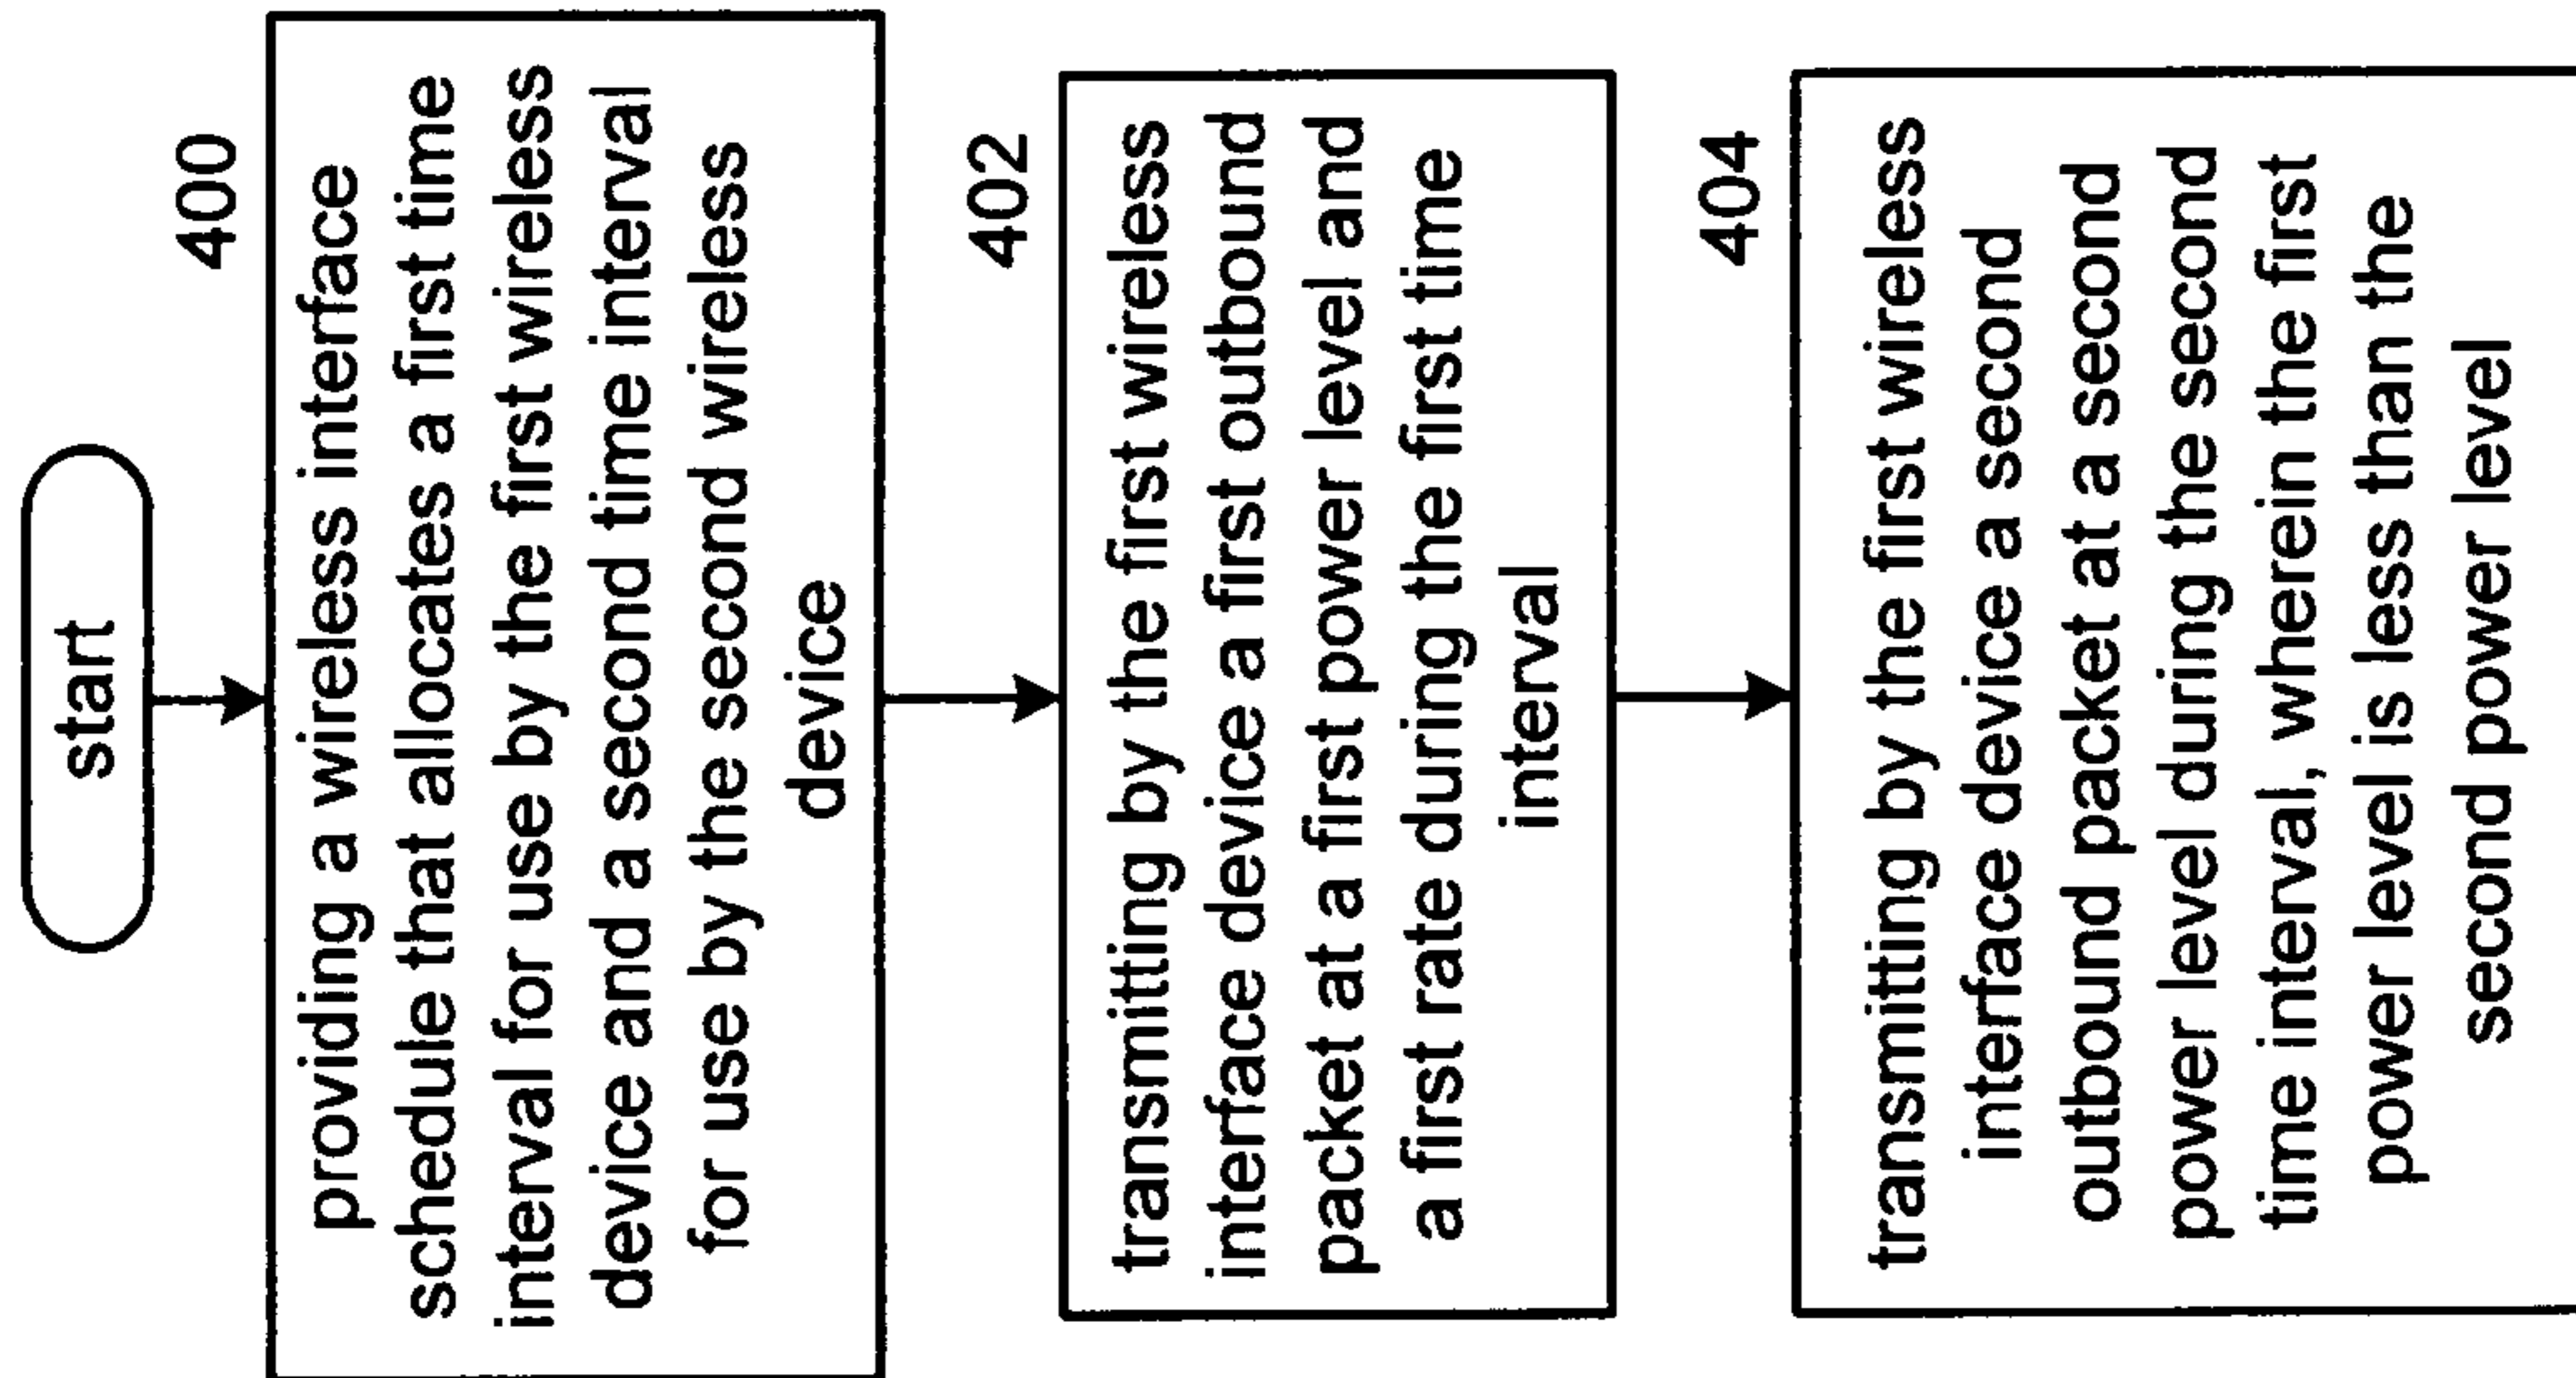 start
400
providing a wireless interface
schedule that allocates a first time
interval for use by the first wireless
device and a second time interval
for use by the second wireless
device
402
transmitting by the first wireless
interface device a first outbound
packet at a first power level and
a first rate during the first time
interval
404
transmitting by the first wireless
interface device a second
outbound packet at a second
power level during the second
time interval, wherein the first
power level is less than the
second power level